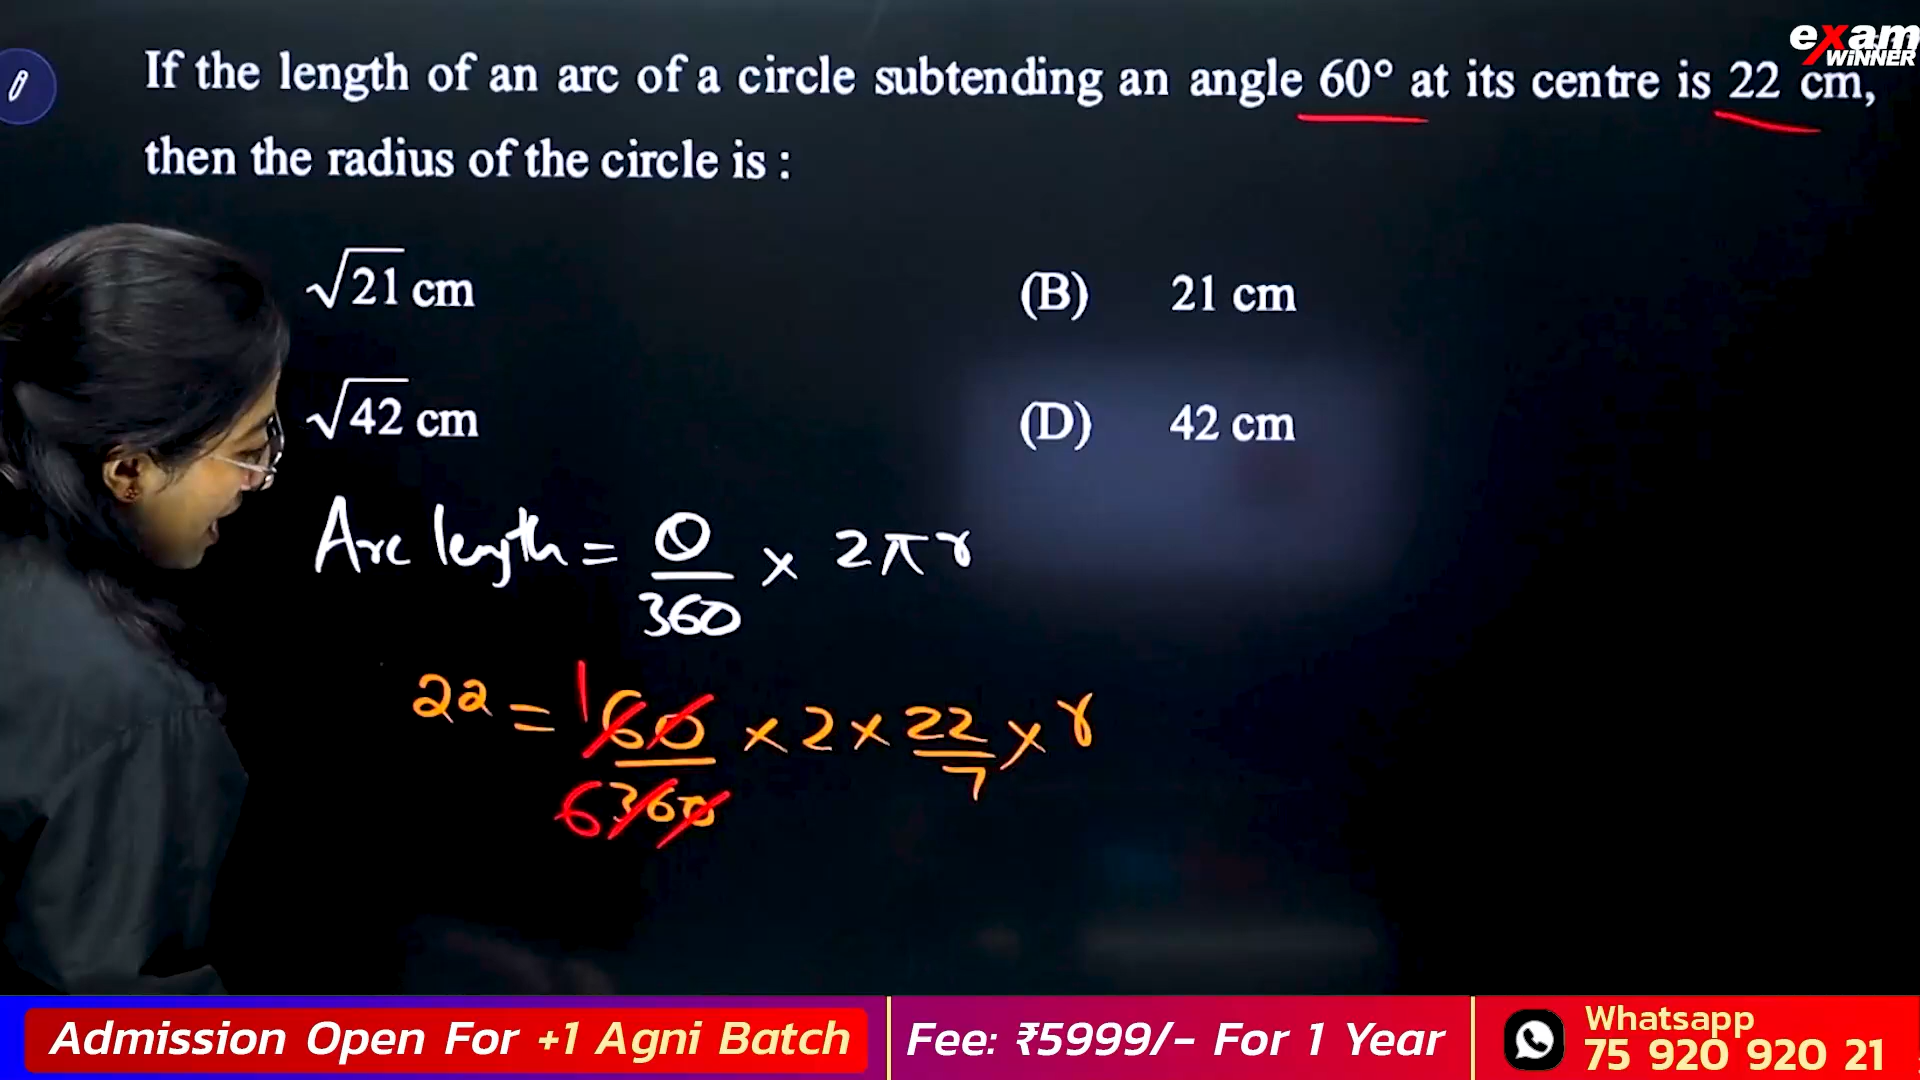 exam
WiNNER
If the length of an arc of a circle subtending an angle 60° at its centre is 22 cm,
then the radius of the circle is :
√21 cm
(B) 21 cm
√42 cm
(D) 42 cm
Arc length = θ/360 × 2πr
22 = 1 60/6 360 × 2 × 22/7 × r
Admission Open For +1 Agni Batch
Fee: ₹5999/- For 1 Year
Whatsapp
75 920 920 21